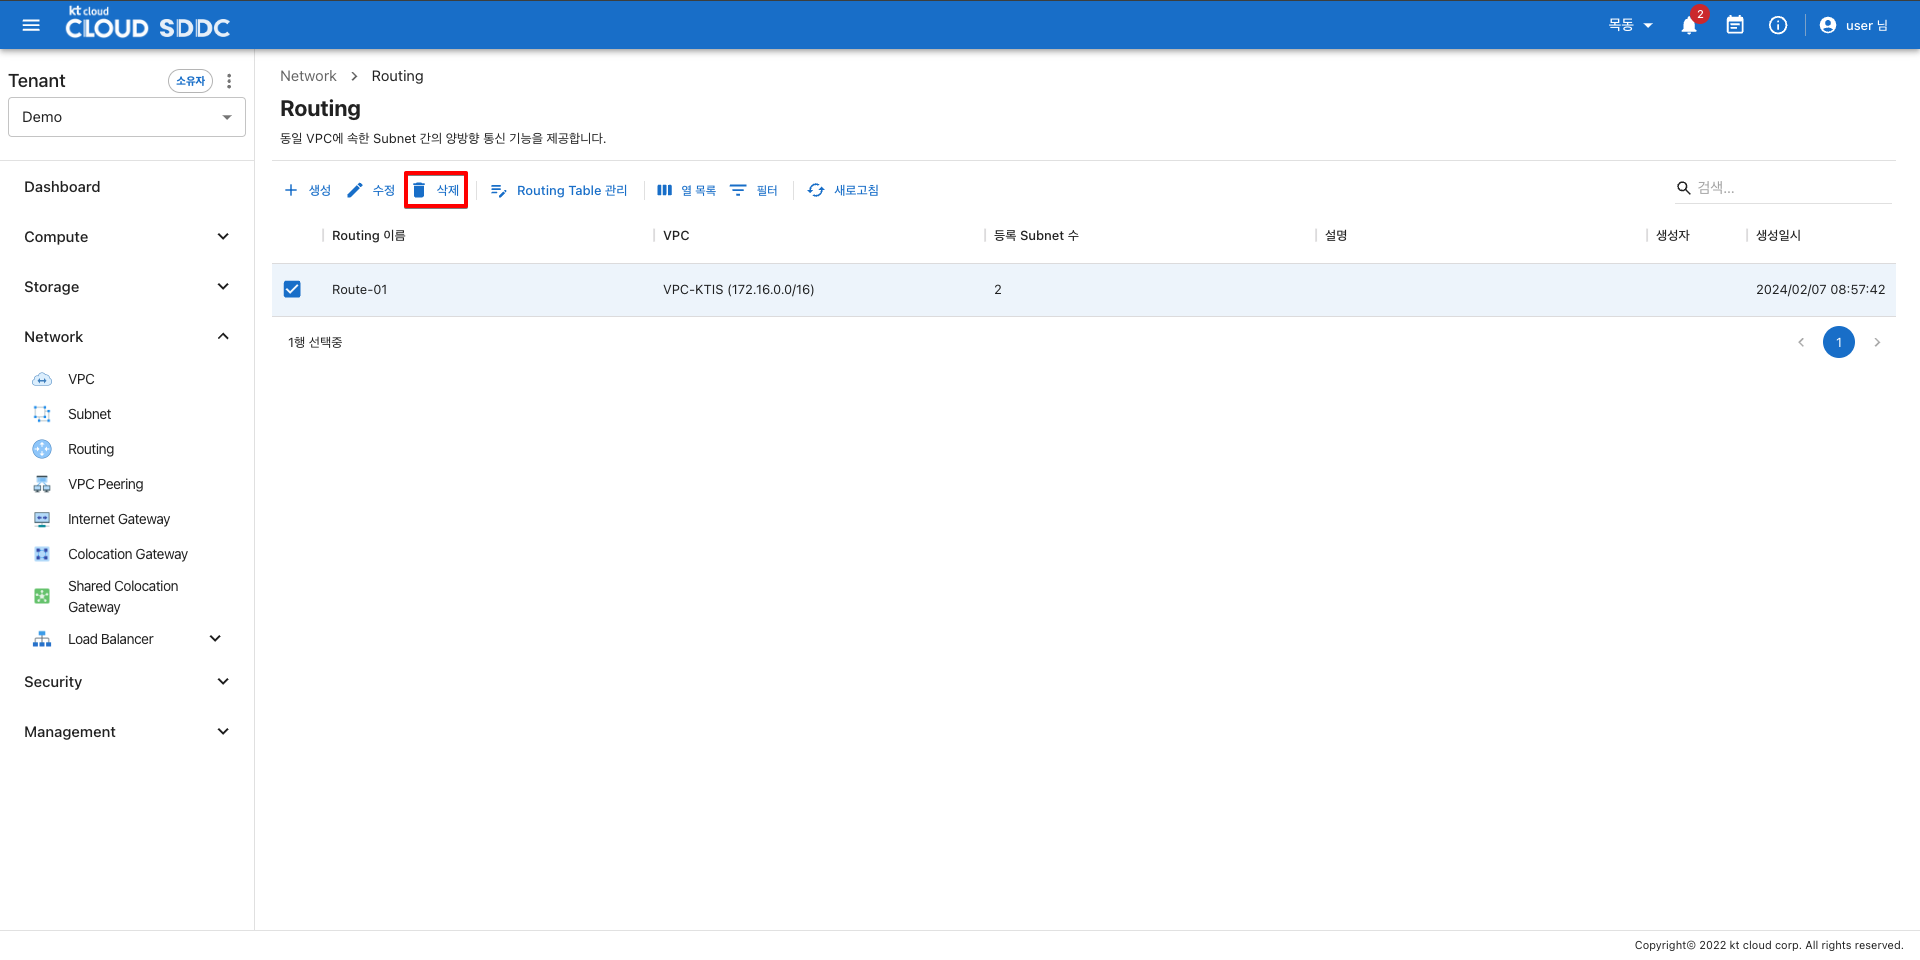 kt cloud
CLOUD SDDC
목동
2
user 님
Tenant
소유자
Demo
Dashboard
Compute
Storage
Network
VPC
Subnet
Routing
VPC Peering
Internet Gateway
Colocation Gateway
Shared Colocation
Gateway
Load Balancer
Security
Management
Network > Routing
Routing
동일 VPC에 속한 Subnet 간의 양방향 통신 기능을 제공합니다.
생성 수정 삭제 Routing Table 관리 열 목록 필터 새로고침
검색...
Routing 이름 VPC 등록 Subnet 수 설명 생성자 생성일시
Route-01 VPC-KTIS (172.16.0.0/16) 2 2024/02/07 08:57:42
1행 선택중
1
Copyright© 2022 kt cloud corp. All rights reserved.